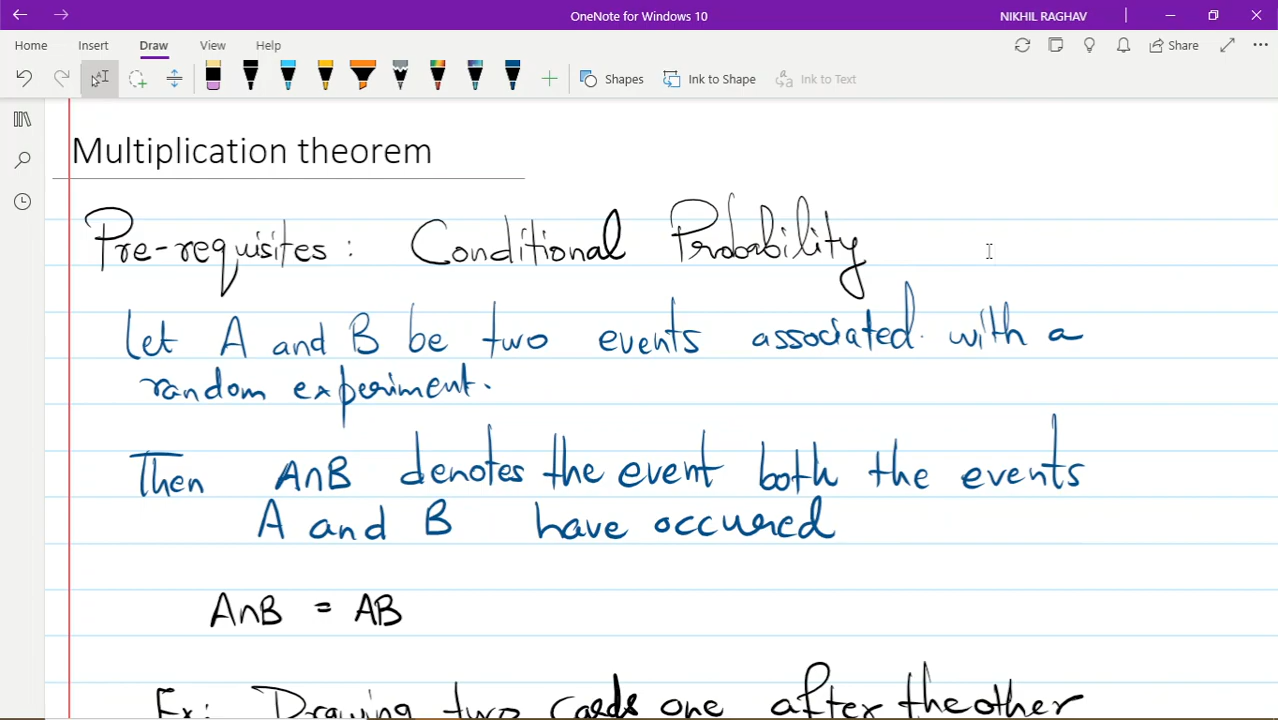 OneNote for Windows 10
NIKHIL RAGHAV
Home Insert Draw View Help
Share
Shapes Ink to Shape Ink to Text
Multiplication theorem
Pre-requisites: Conditional Probability
Let A and B be two events associated with a
random experiment.
Then A∩B denotes the event both the events
A and B have occured
A∩B = AB
Ex: Drawing two cards one after the other